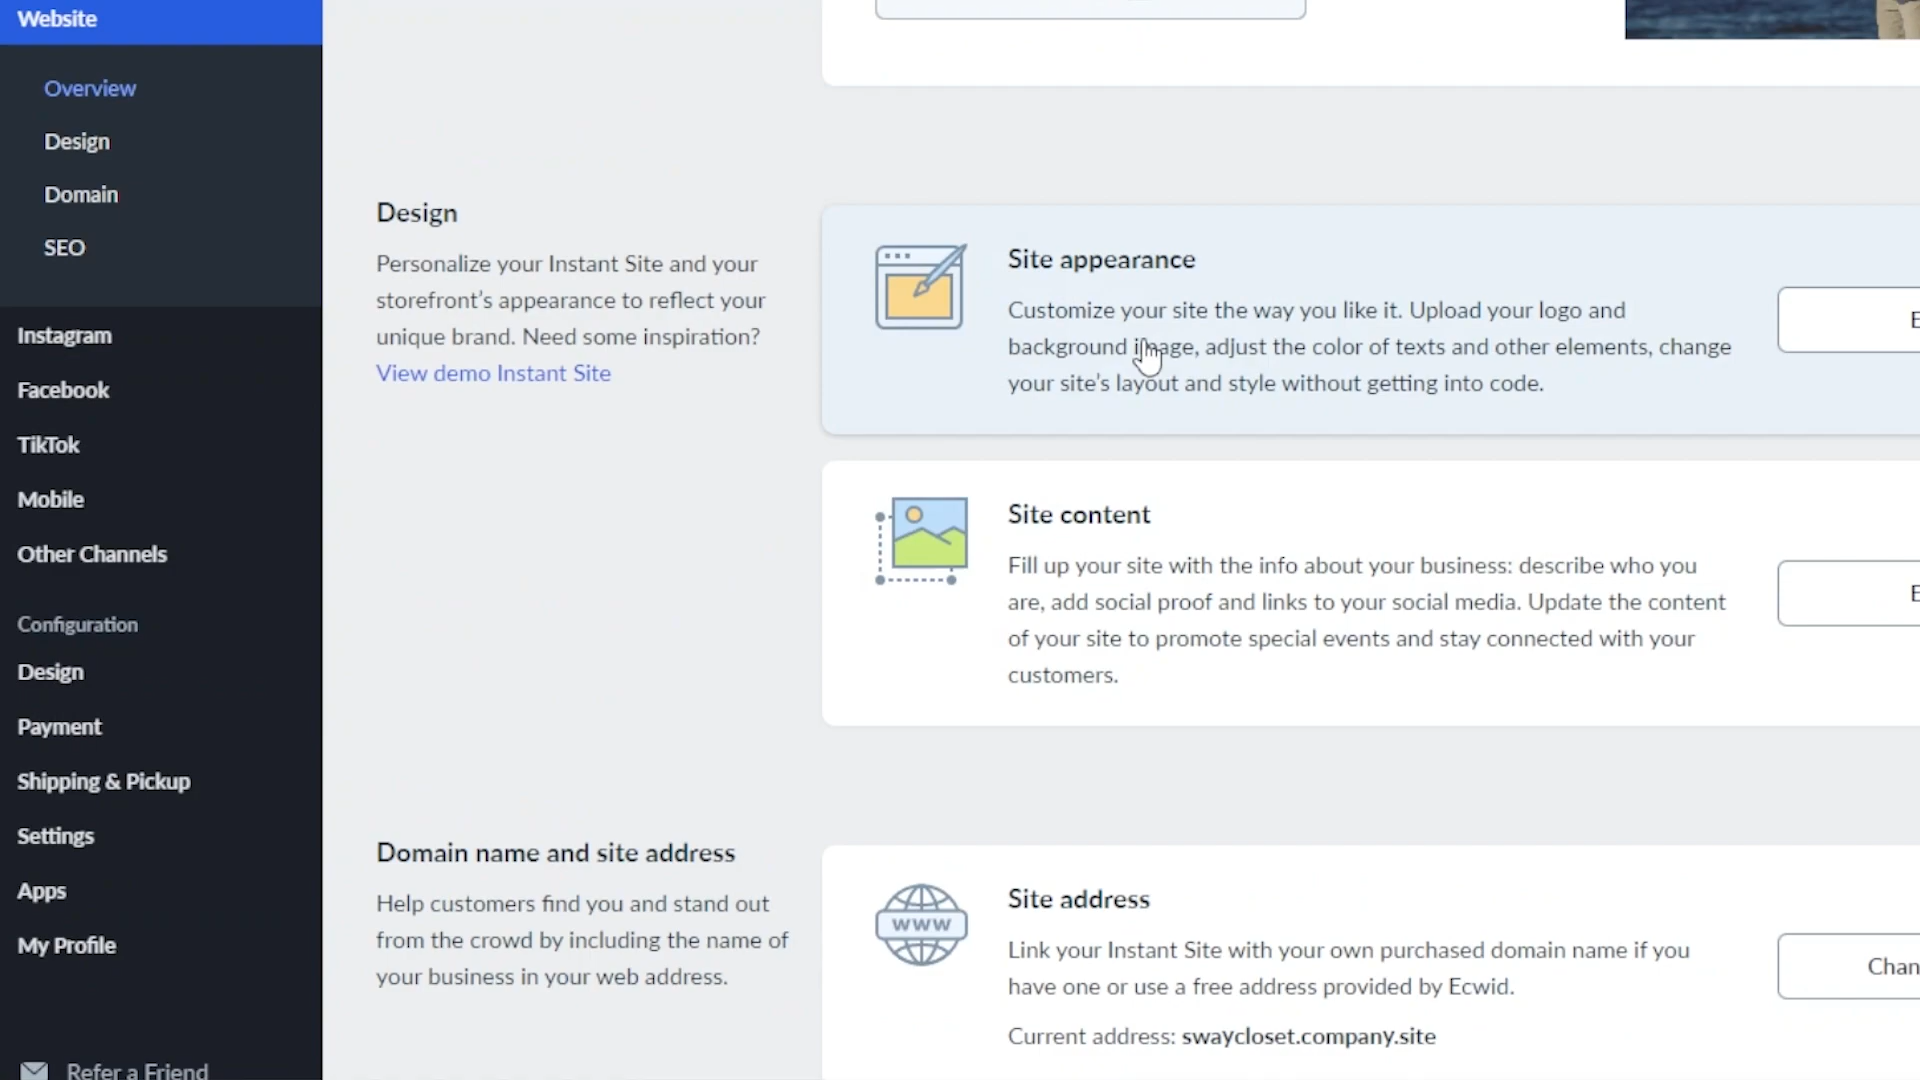 Website
Overview
Design
Domain
SEO
Instagram
Facebook
TikTok
Mobile
Other Channels
Configuration
Design
Payment
Shipping & Pickup
Settings
Apps
My Profile
Refer a Friend
Design
Personalize your Instant Site and your
storefront's appearance to reflect your
unique brand. Need some inspiration?
View demo Instant Site
Site appearance
Customize your site the way you like it. Upload your logo and
background image, adjust the color of texts and other elements, change
your site's layout and style without getting into code.
Site content
Fill up your site with the info about your business: describe who you
are, add social proof and links to your social media. Update the content
of your site to promote special events and stay connected with your
customers.
Domain name and site address
Help customers find you and stand out
from the crowd by including the name of
your business in your web address.
WWW
Site address
Link your Instant Site with your own purchased domain name if you
have one or use a free address provided by Ecwid.
Chan
Current address: swaycloset.company.site